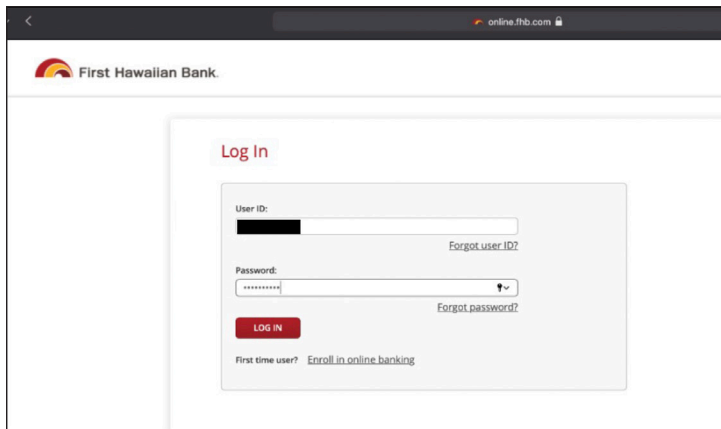 online.fhb.com
First Hawaiian Bank.
Log In
User ID:
Forgot user ID?
Password:
••••••••••
Forgot password?
LOG IN
First time user? Enroll in online banking